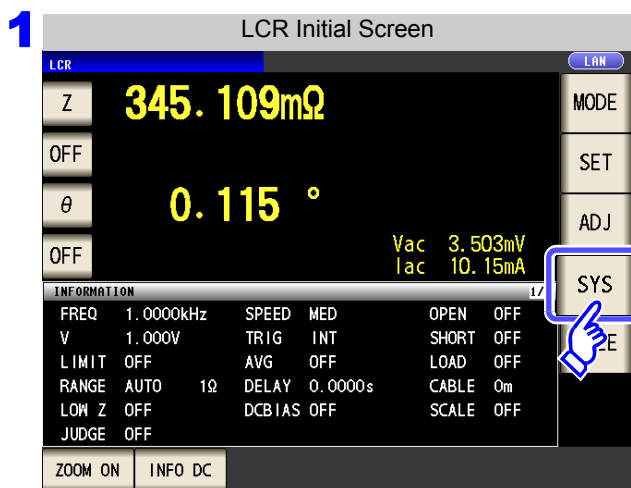 1
LCR Initial Screen
LCR
LAN
Z
345.109mΩ
OFF
θ
0.115 °
OFF
Vac 3.503mV
Iac 10.15mA
MODE
SET
ADJ
SYS
INFORMATION 1/
FREQ 1.0000kHz SPEED MED OPEN OFF
V 1.000V TRIG INT SHORT OFF
LIMIT OFF AVG OFF LOAD OFF
RANGE AUTO 1Ω DELAY 0.0000s CABLE 0m
LOW Z OFF DCBIAS OFF SCALE OFF
JUDGE OFF
ZOOM ON INFO DC